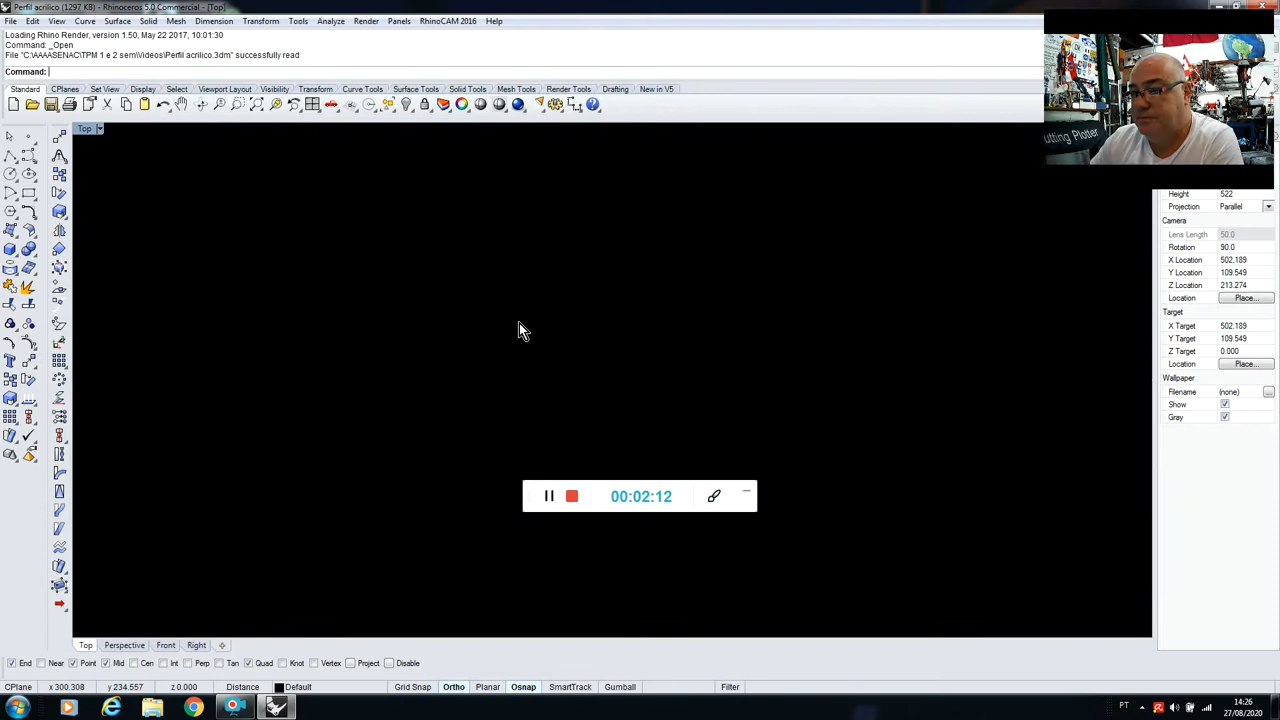 Perfil acrilico (1297 KB) - Rhinoceros 5.0 Commercial - [Top]
File Edit View Curve Surface Solid Mesh Dimension Transform Tools Analyze Render Panels RhinoCAM 2016 Help
Loading Rhino Render, version 1.50, May 22 2017, 10:01:30
Command: _Open
File "C:\AAAASENAC\TPM 1 e 2 sem\Videos\Perfil acrilico.3dm" successfully read
Command:
Standard CPlanes Set View Display Select Viewport Layout Visibility Transform Curve Tools Surface Tools Solid Tools Mesh Tools Render Tools Drafting New in V5
Top
utting Plotter
Height 522
Projection Parallel
Camera
Lens Length 50.0
Rotation 90.0
X Location 502.189
Y Location 109.549
Z Location 213.274
Location Place...
Target
X Target 502.189
Y Target 109.549
Z Target 0.000
Location Place...
Wallpaper
Filename (none) ...
Show
Gray
00:02:12
Top Perspective Front Right
End Near Point Mid Cen Int Perp Tan Quad Knot Vertex Project Disable
CPlane x 300.308 y 234.557 z 0.000 Distance Default Grid Snap Ortho Planar Osnap SmartTrack Gumball Filter
PT 14:26
27/08/2020